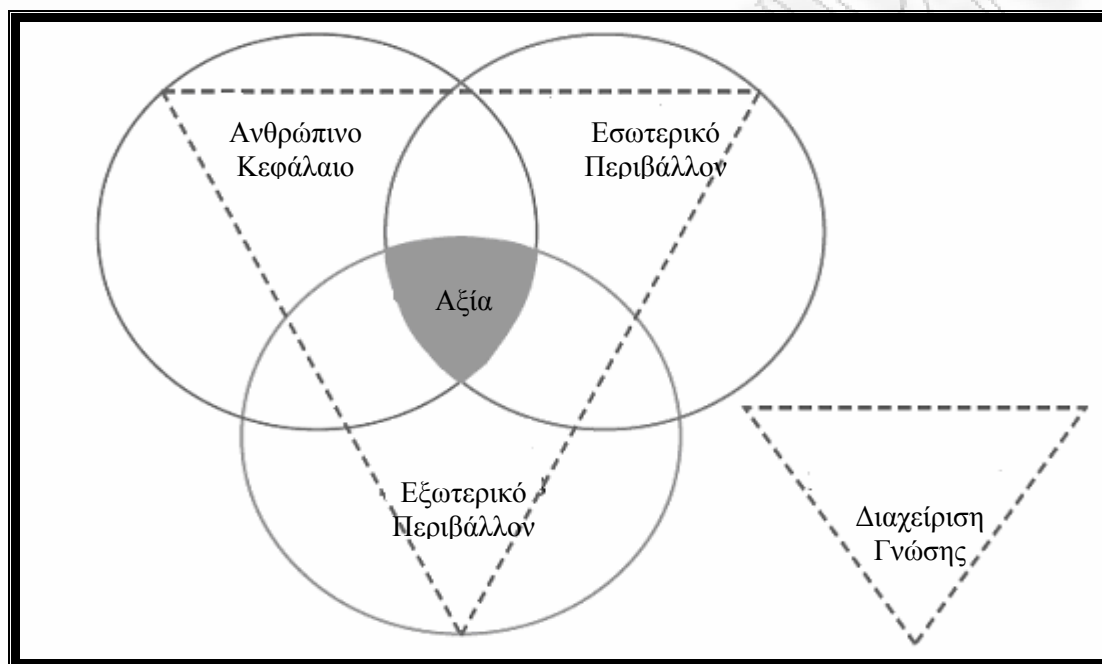 Ανθρώπινο
Κεφάλαιο
Εσωτερικό
Περιβάλλον
Αξία
Εξωτερικό
Περιβάλλον
Διαχείριση
Γνώσης